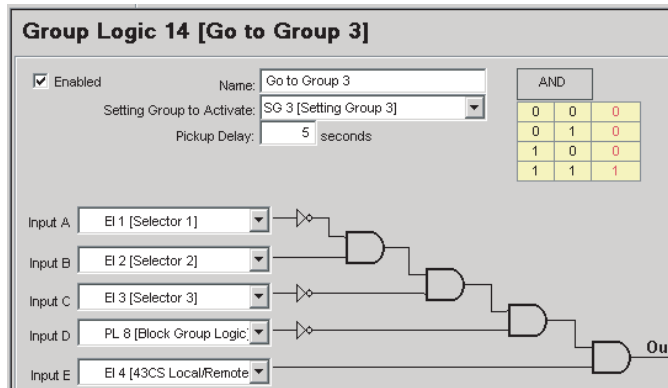 Group Logic 14 [Go to Group 3]
Enabled
Name: Go to Group 3
Setting Group to Activate: SG 3 [Setting Group 3]
Pickup Delay: 5 seconds
AND
0 0 0
0 1 0
1 0 0
1 1 1
Input A EI 1 [Selector 1]
Input B EI 2 [Selector 2]
Input C EI 3 [Selector 3]
Input D PL 8 [Block Group Logic]
Input E EI 4 [43CS Local/Remote
Ou